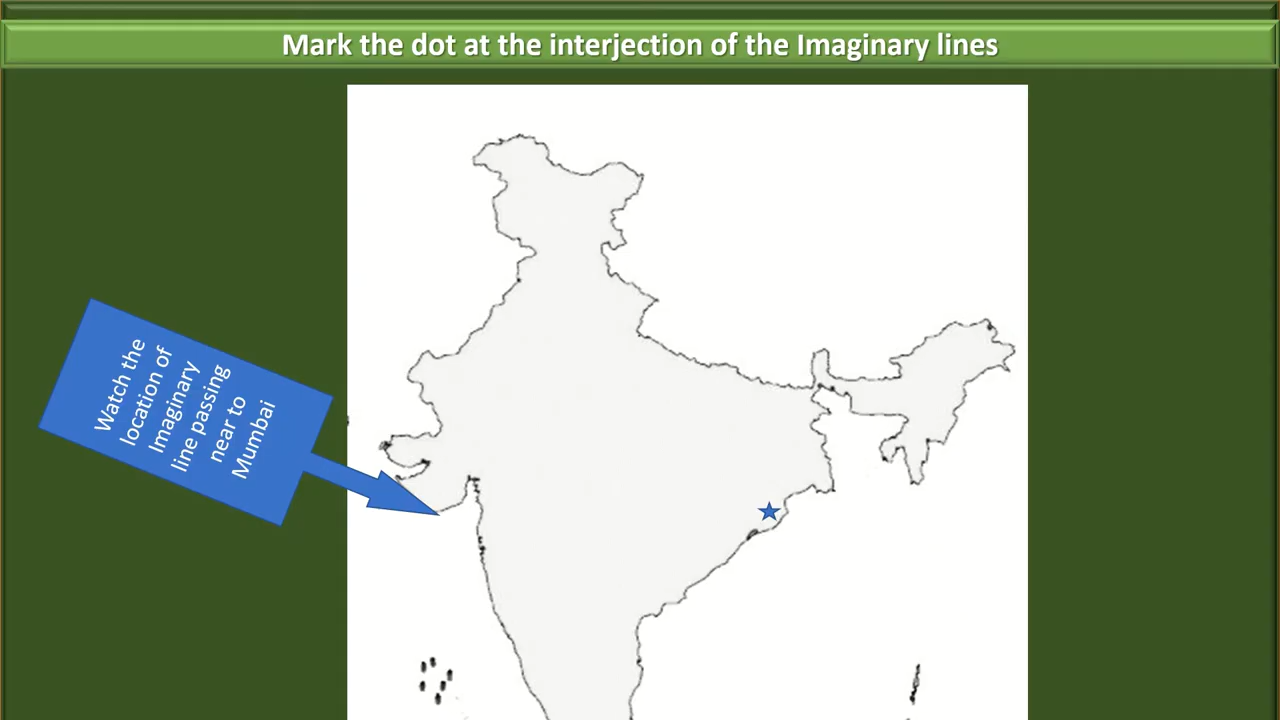 Mark the dot at the interjection of the Imaginary lines
Watch the
location of
Imaginary
line passing
near to
Mumbai